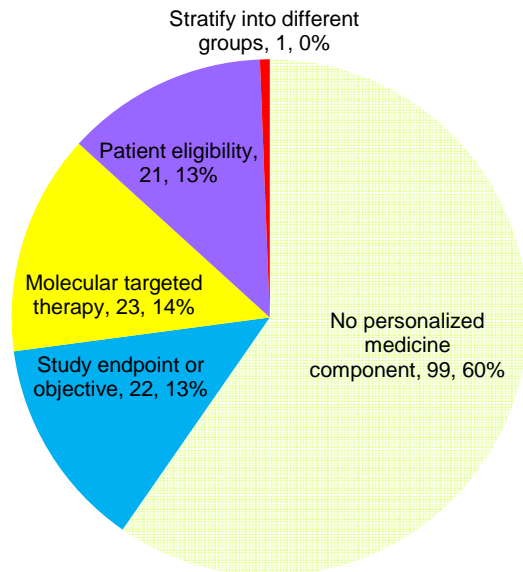 Stratify into different
groups, 1, 0%
Patient eligibility,
21, 13%
Molecular targeted
therapy, 23, 14%
Study endpoint or
objective, 22, 13%
No personalized
medicine
component, 99, 60%